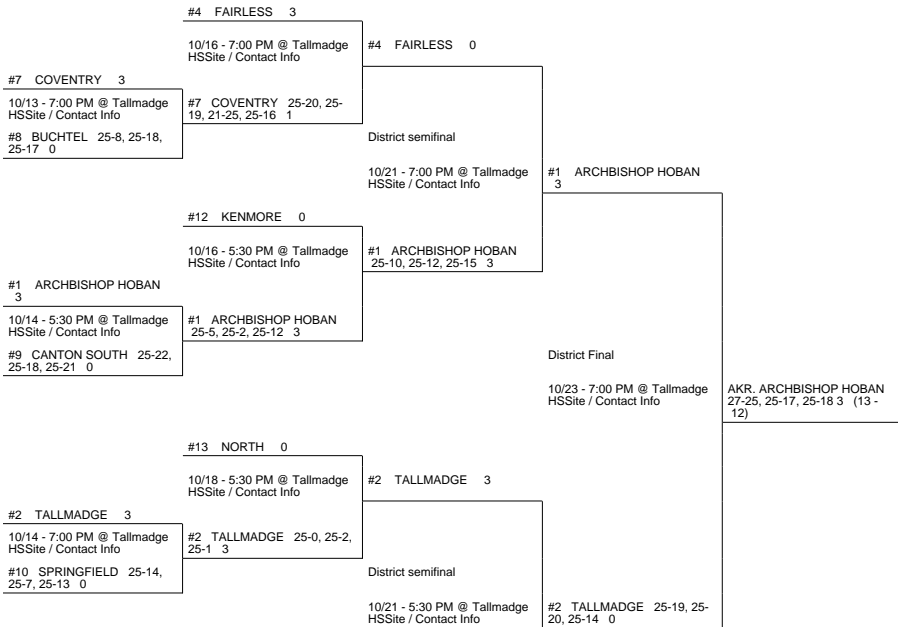 #4 FAIRLESS 3
10/16 - 7:00 PM @ Tallmadge
HSSite / Contact Info
#4 FAIRLESS 0
#7 COVENTRY 3
10/13 - 7:00 PM @ Tallmadge
HSSite / Contact Info
#7 COVENTRY 25-20, 25-
19, 21-25, 25-16 1
#8 BUCHTEL 25-8, 25-18,
25-17 0
District semifinal
10/21 - 7:00 PM @ Tallmadge
HSSite / Contact Info
#1 ARCHBISHOP HOBAN
3
#12 KENMORE 0
10/16 - 5:30 PM @ Tallmadge
HSSite / Contact Info
#1 ARCHBISHOP HOBAN
25-10, 25-12, 25-15 3
#1 ARCHBISHOP HOBAN
3
10/14 - 5:30 PM @ Tallmadge
HSSite / Contact Info
#1 ARCHBISHOP HOBAN
25-5, 25-2, 25-12 3
#9 CANTON SOUTH 25-22,
25-18, 25-21 0
District Final
10/23 - 7:00 PM @ Tallmadge
HSSite / Contact Info
AKR. ARCHBISHOP HOBAN
27-25, 25-17, 25-18 3 (13 -
12)
#13 NORTH 0
10/18 - 5:30 PM @ Tallmadge
HSSite / Contact Info
#2 TALLMADGE 3
#2 TALLMADGE 3
10/14 - 7:00 PM @ Tallmadge
HSSite / Contact Info
#2 TALLMADGE 25-0, 25-2,
25-1 3
#10 SPRINGFIELD 25-14,
25-7, 25-13 0
District semifinal
10/21 - 5:30 PM @ Tallmadge
HSSite / Contact Info
#2 TALLMADGE 25-19, 25-
20, 25-14 0